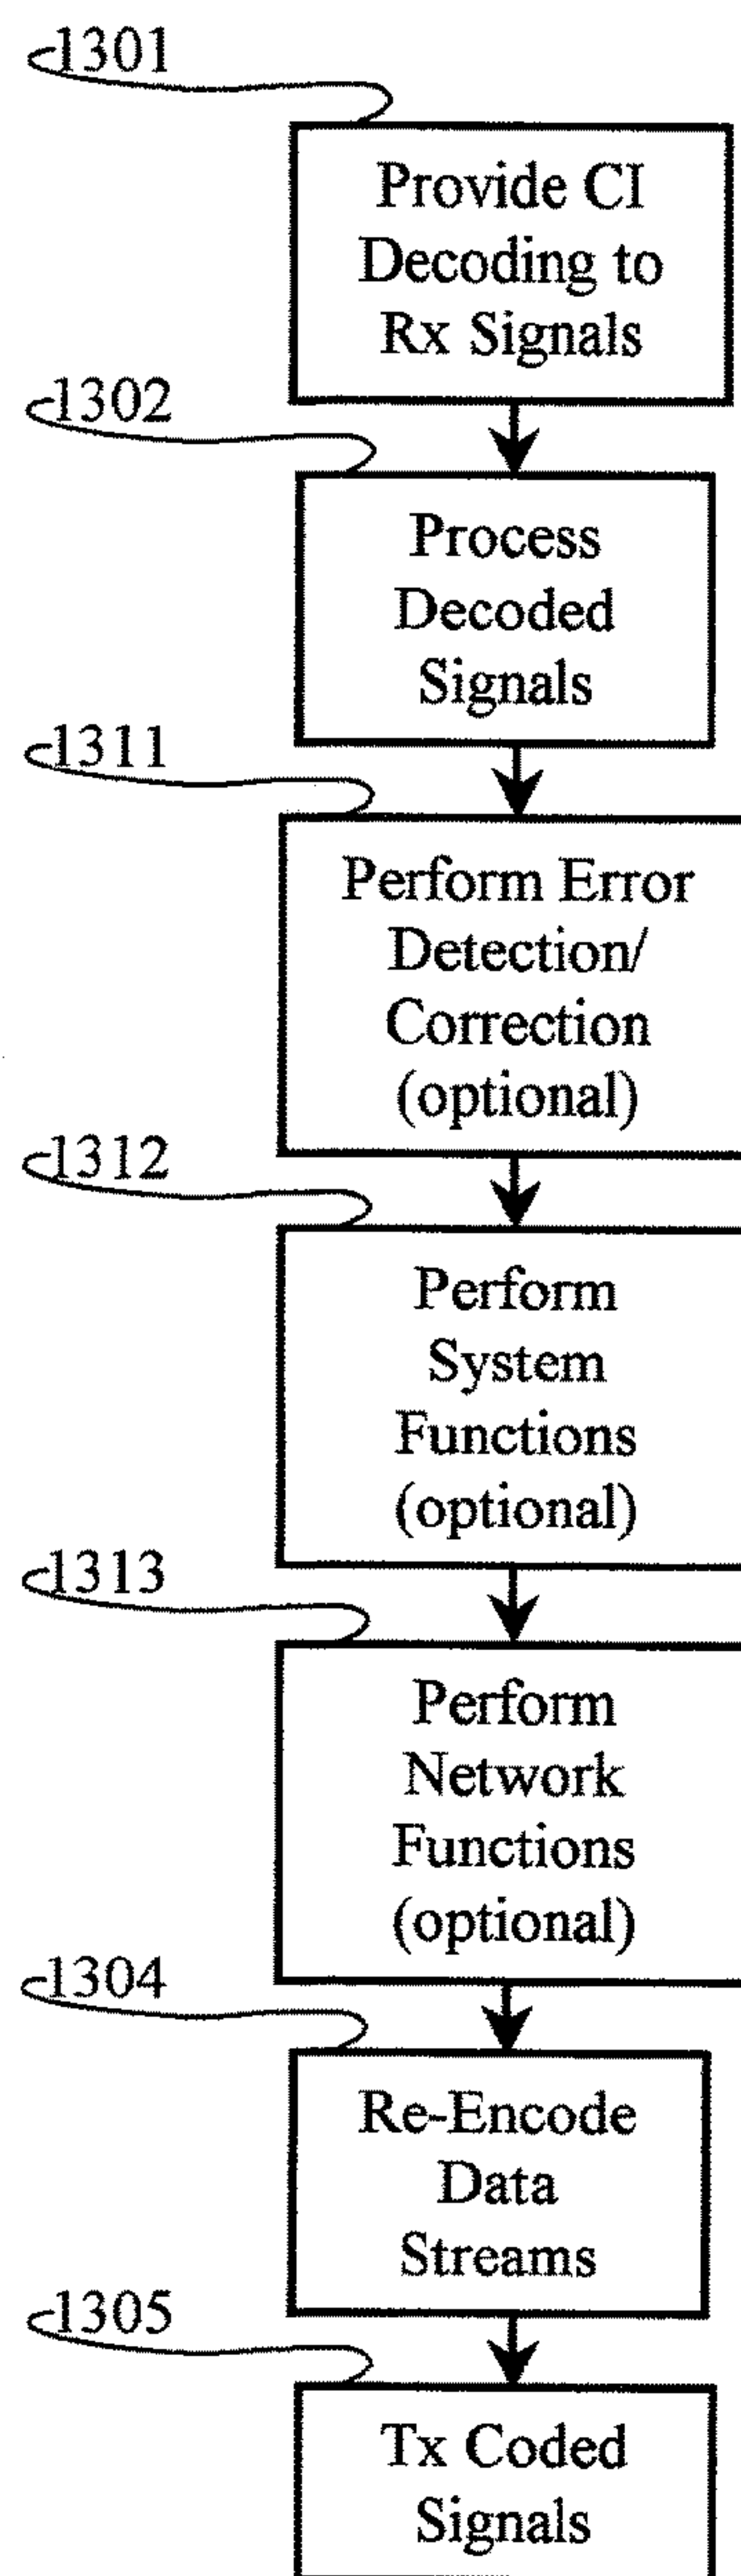 1301
Provide CI
Decoding to
Rx Signals
1302
Process
Decoded
Signals
1311
Perform Error
Detection/
Correction
(optional)
1312
Perform
System
Functions
(optional)
1313
Perform
Network
Functions
(optional)
1304
Re-Encode
Data
Streams
1305
Tx Coded
Signals